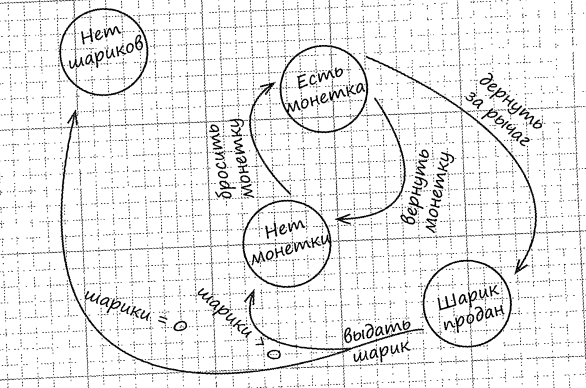 Нет
шариков
Есть
монетка
дернуть
за рычаг
бросить
монетку
вернуть
монетку
Нет
монетки
Шарик
продан
шарики = 0
шарики > 0
выдать
шарик